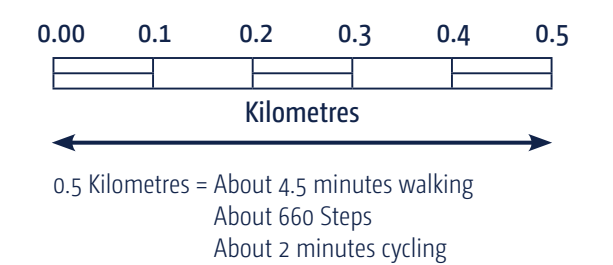 0.00 0.1 0.2 0.3 0.4 0.5
Kilometres
0.5 Kilometres = About 4.5 minutes walking
About 660 Steps
About 2 minutes cycling